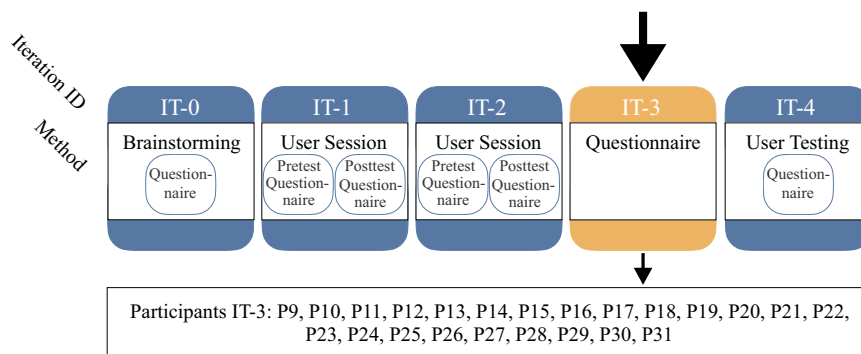 Iteration ID
IT-0
IT-1
IT-2
IT-3
IT-4
Method
Brainstorming
Question-
naire
User Session
Pretest
Question-
naire
Posttest
Question-
naire
User Session
Pretest
Question-
naire
Posttest
Question-
naire
Questionnaire
User Testing
Question-
naire
Participants IT-3: P9, P10, P11, P12, P13, P14, P15, P16, P17, P18, P19, P20, P21, P22,
P23, P24, P25, P26, P27, P28, P29, P30, P31